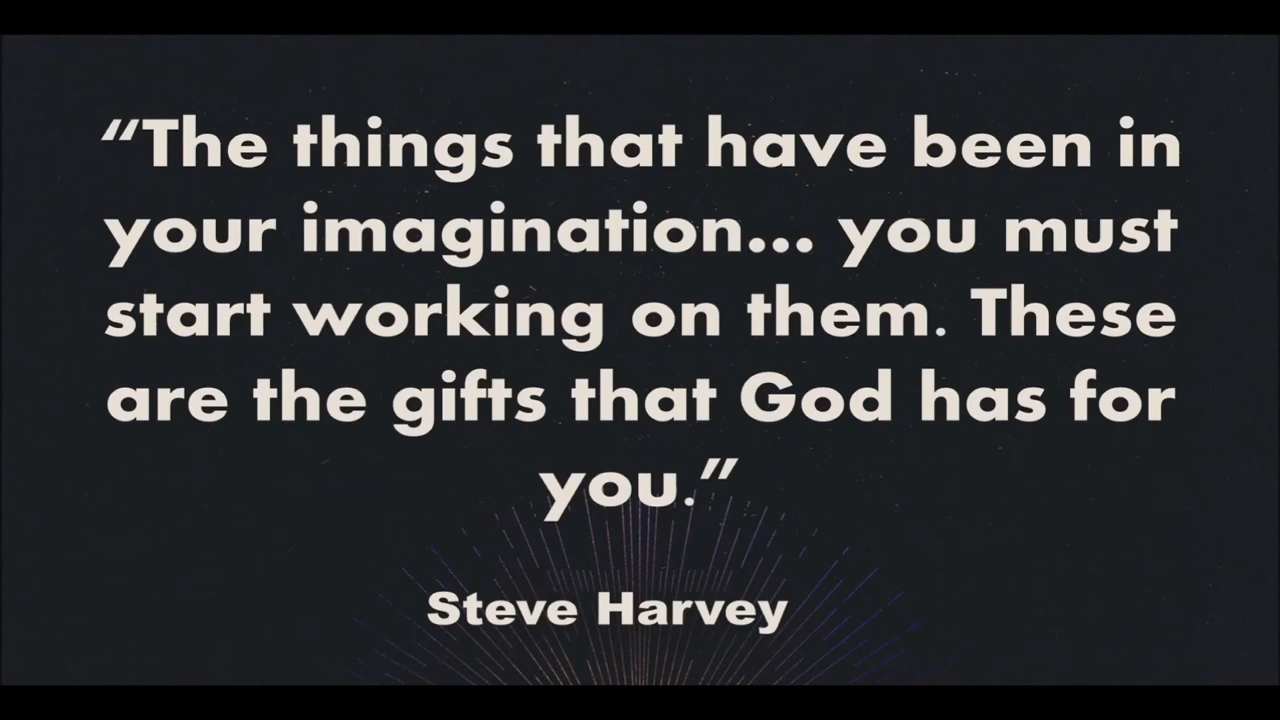 “The things that have been in
your imagination... you must
start working on them. These
are the gifts that God has for
you.”
Steve Harvey